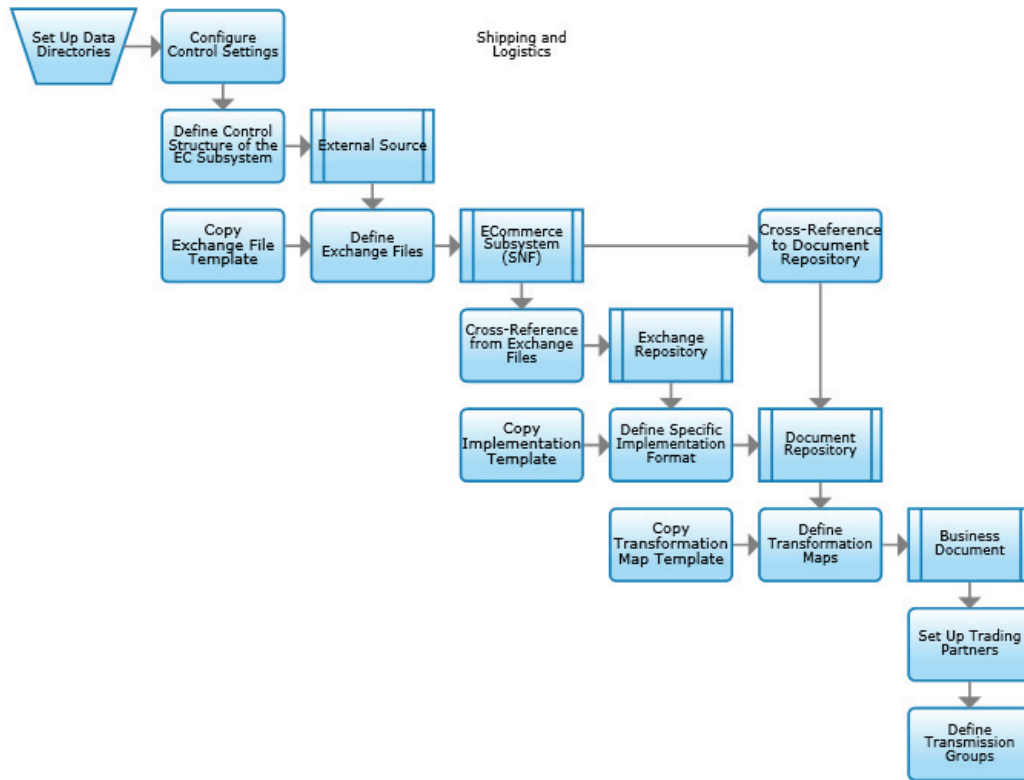 Set Up Data
Directories
Configure
Control Settings
Shipping and
Logistics
Define Control
Structure of the
EC Subsystem
External Source
Copy
Exchange File
Template
Define
Exchange Files
ECommerce
Subsystem
(SNF)
Cross-Reference
to Document
Repository
Cross-Reference
from Exchange
Files
Exchange
Repository
Copy
Implementation
Template
Define Specific
Implementation
Format
Document
Repository
Copy
Transformation
Map Template
Define
Transformation
Maps
Business
Document
Set Up Trading
Partners
Define
Transmission
Groups